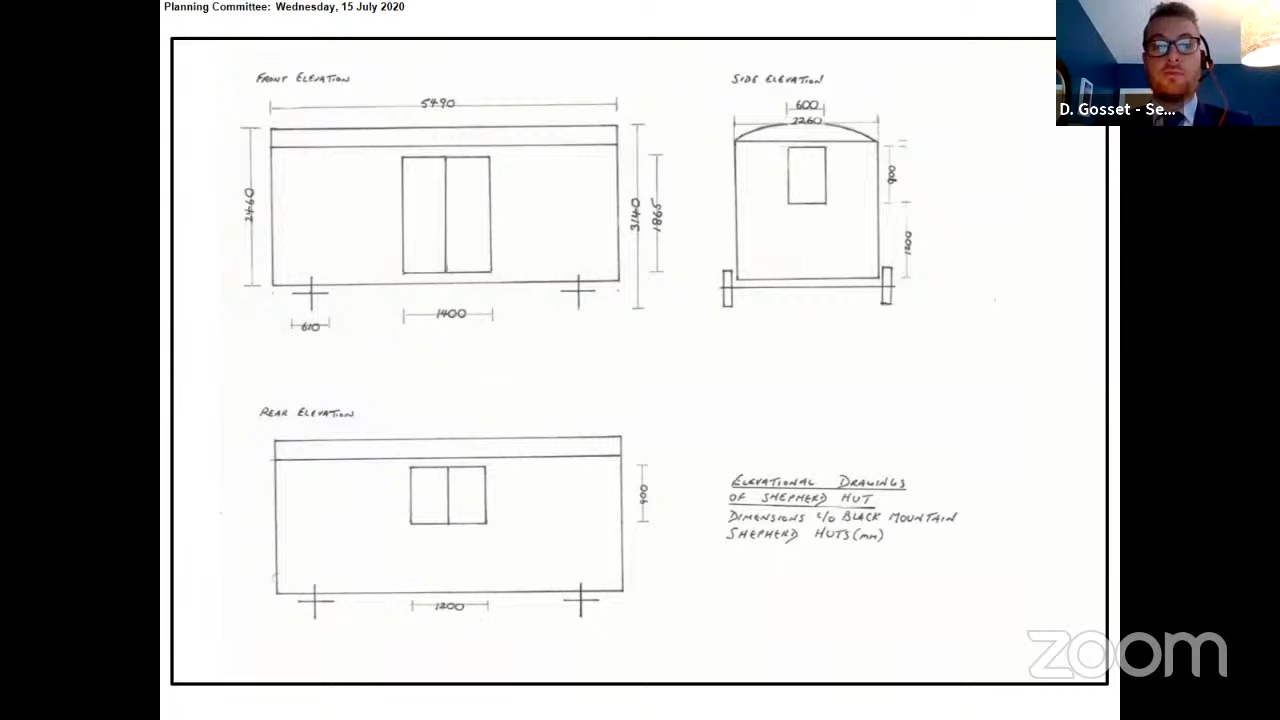 Planning Committee: Wednesday, 15 July 2020
D. Gosset - Se...
FRONT ELEVATION
5490
2460
3140
1865
610
1400
SIDE ELEVATION
600
2260
900
1200
REAR ELEVATION
900
1200
ELEVATIONAL DRAWINGS
OF SHEPHERD HUT
DIMENSIONS c/o BLACK MOUNTAIN
SHEPHERD HUTS (mm)
zoom